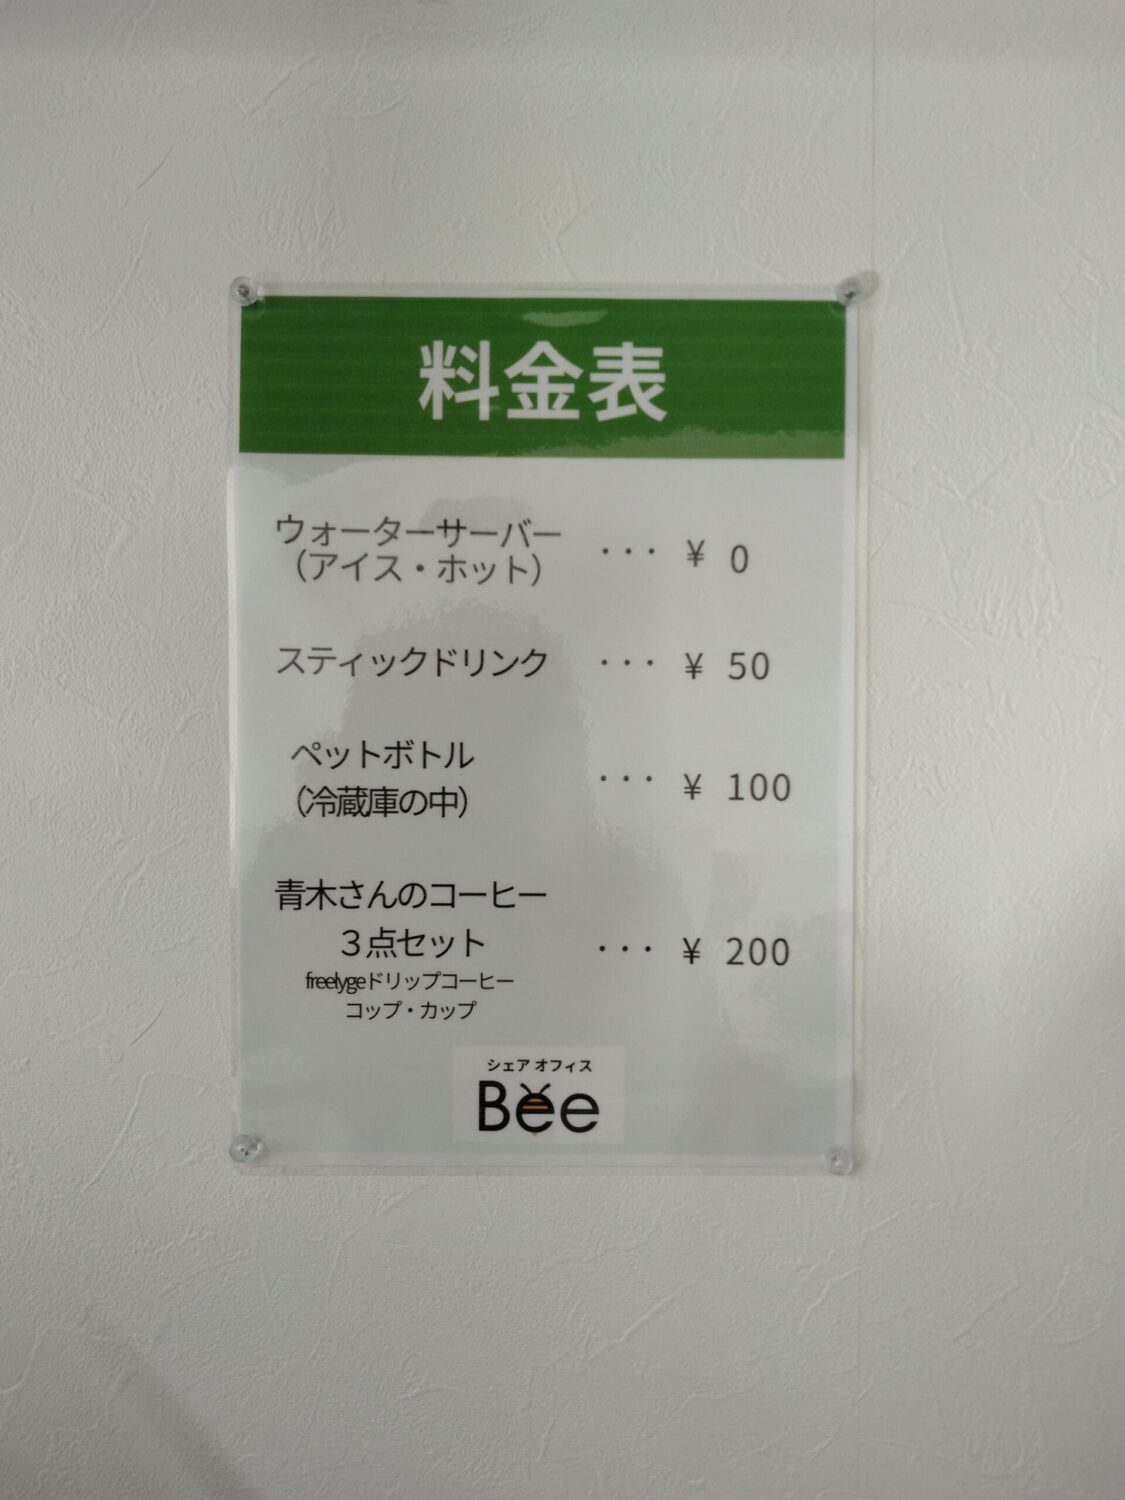 料金表
ウォーターサーバー
（アイス・ホット） ・・・ ¥ 0
スティックドリンク ・・・ ¥ 50
ペットボトル
（冷蔵庫の中） ・・・ ¥ 100
青木さんのコーヒー
３点セット ・・・ ¥ 200
freelygeドリップコーヒー
コップ・カップ
シェア オフィス
Bee